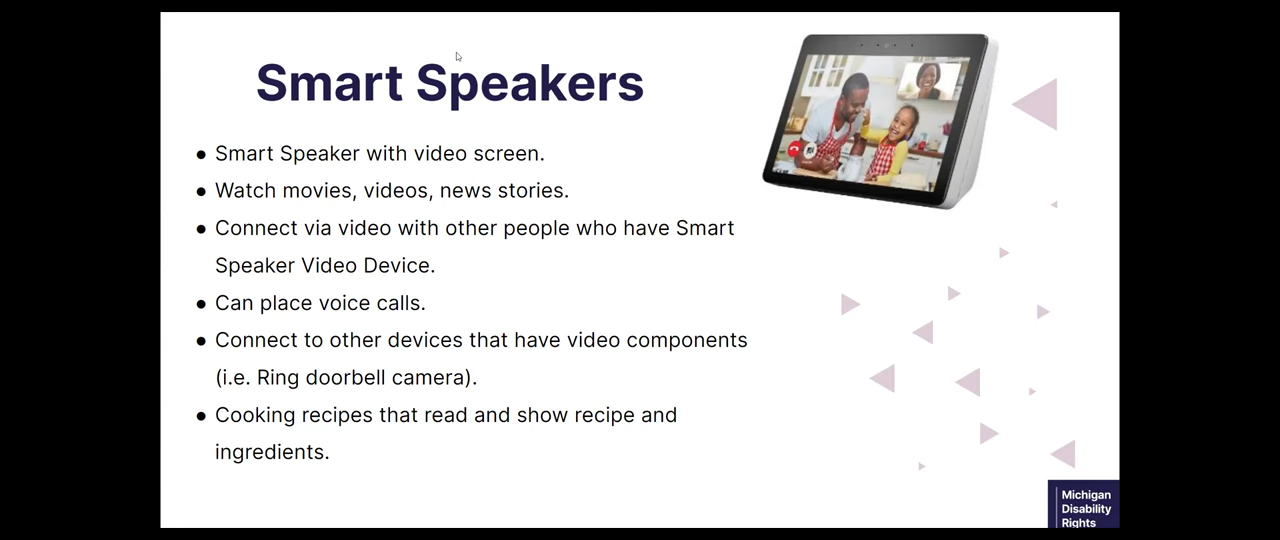 Smart Speakers
● Smart Speaker with video screen.
● Watch movies, videos, news stories.
● Connect via video with other people who have Smart
Speaker Video Device.
● Can place voice calls.
● Connect to other devices that have video components
(i.e. Ring doorbell camera).
● Cooking recipes that read and show recipe and
ingredients.
Michigan
Disability
Rights